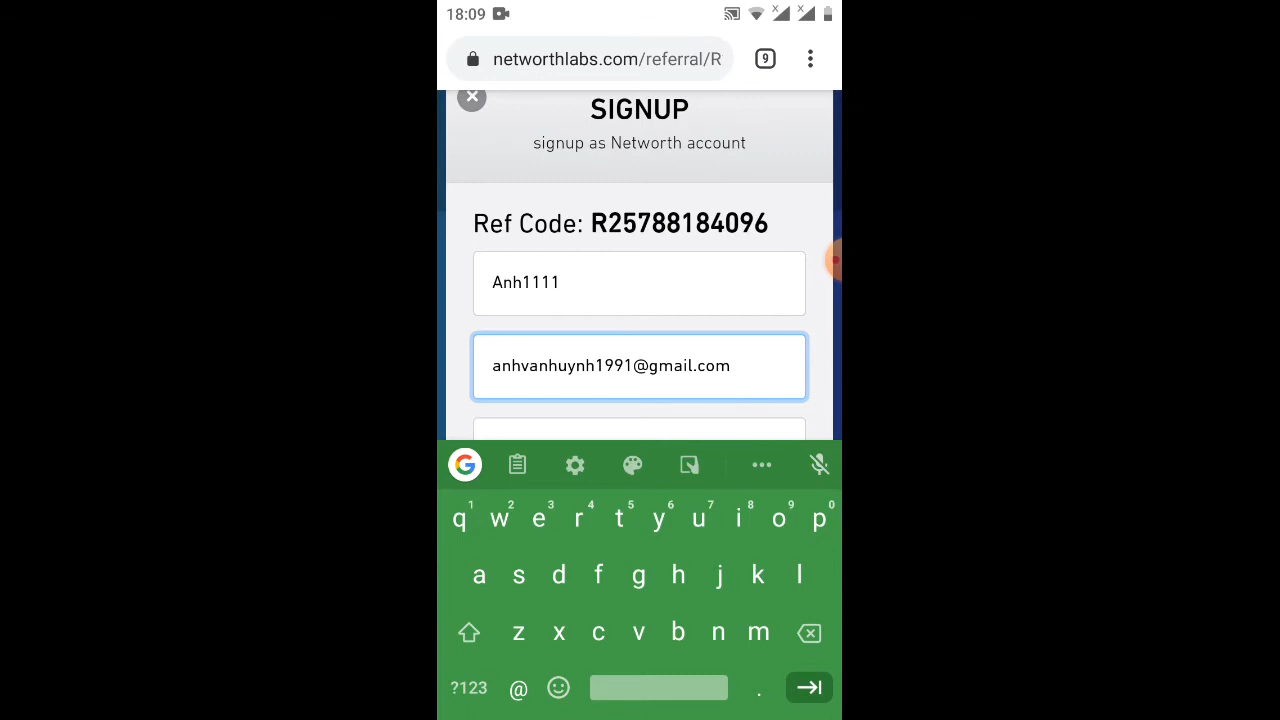 18:09
networthlabs.com/referral/R
9
SIGNUP
signup as Networth account
Ref Code: R25788184096
Anh1111
anhvanhuynh1991@gmail.com
G
1 2 3 4 5 6 7 8 9 0
q w e r t y u i o p
a s d f g h j k l
z x c v b n m
?123 @ .